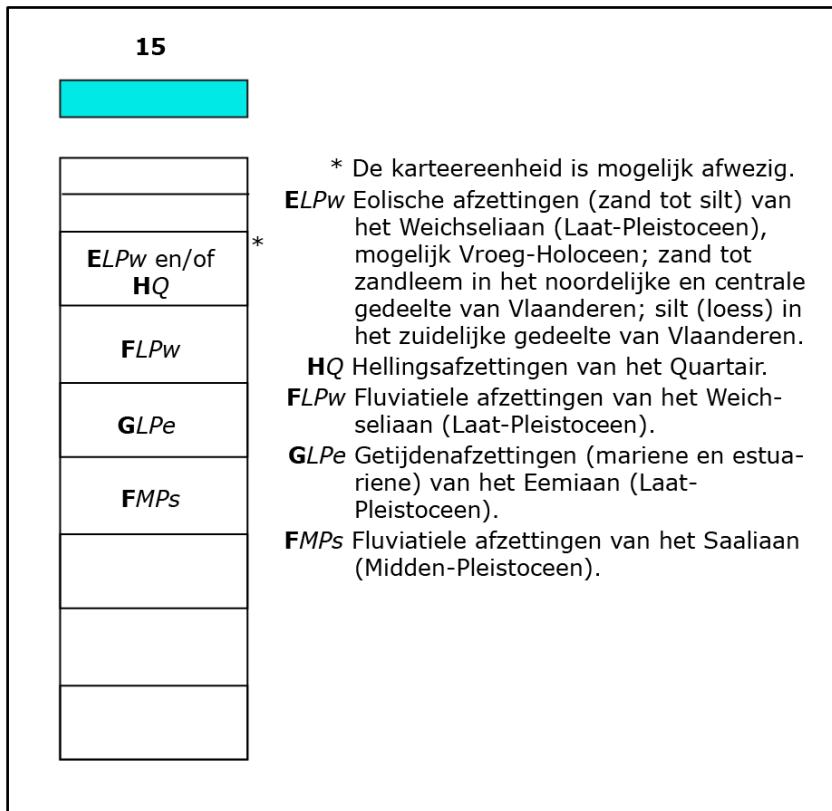 15
* De karteereenheid is mogelijk afwezig.
ELPw Eolische afzettingen (zand tot silt) van
het Weichseliaan (Laat-Pleistoceen),
mogelijk Vroeg-Holoceen; zand tot
zandleem in het noordelijke en centrale
gedeelte van Vlaanderen; silt (loess) in
het zuidelijke gedeelte van Vlaanderen.
HQ Hellingsafzettingen van het Quartair.
FLPw Fluviatiele afzettingen van het Weich-
seliaan (Laat-Pleistoceen).
GLPe Getijdenafzettingen (mariene en estua-
riene) van het Eemiaan (Laat-
Pleistoceen).
FMPs Fluviatiele afzettingen van het Saaliaan
(Midden-Pleistoceen).
ELPw en/of *
HQ
FLPw
GLPe
FMPs